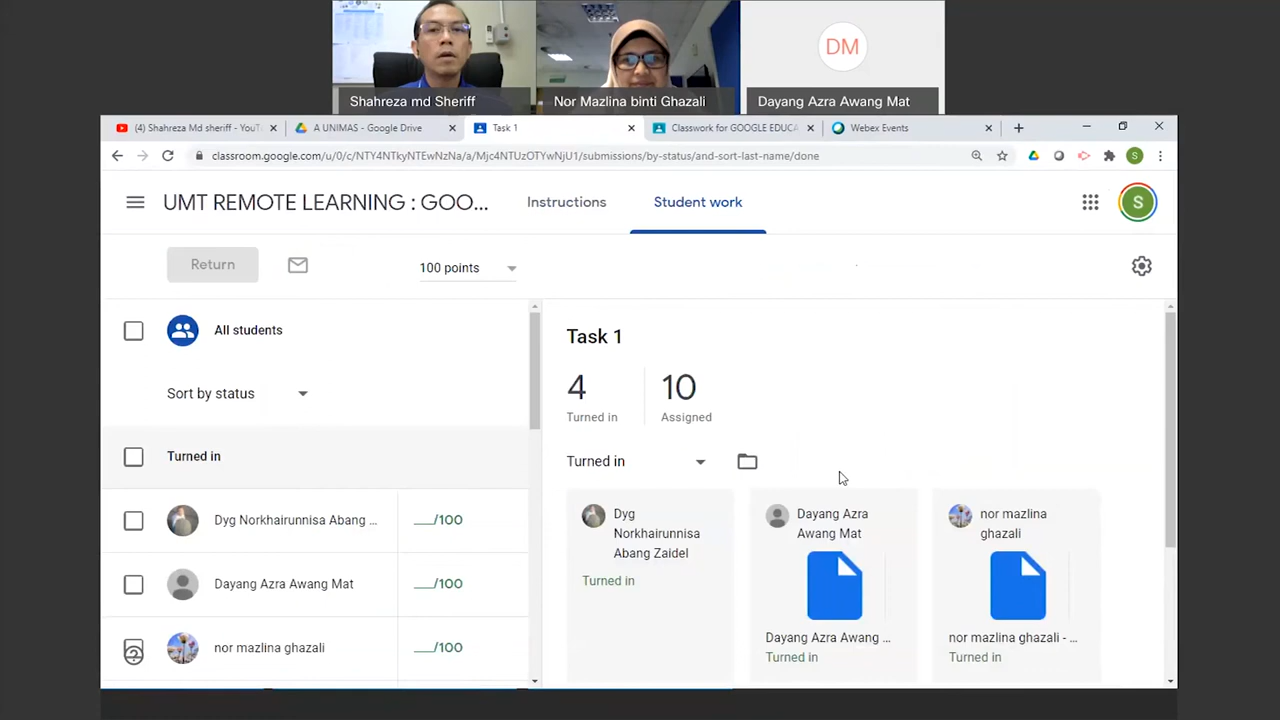 DM
Shahreza md Sheriff
Nor Mazlina binti Ghazali
Dayang Azra Awang Mat
(4) Shahreza Md sheriff - YouT
A UNIMAS - Google Drive
Task 1
Classwork for GOOGLE EDUCA
Webex Events
classroom.google.com/u/0/c/NTY4NTkyNTEwNzNa/a/Mjc4NTUzOTYwNjU1/submissions/by-status/and-sort-last-name/done
S
UMT REMOTE LEARNING : GOO...
Instructions
Student work
S
Return
100 points
All students
Sort by status
Turned in
Dyg Norkhairunnisa Abang ...
___/100
Dayang Azra Awang Mat
___/100
nor mazlina ghazali
___/100
Task 1
4
Turned in
10
Assigned
Turned in
Dyg
Norkhairunnisa
Abang Zaidel
Turned in
Dayang Azra
Awang Mat
Dayang Azra Awang ...
Turned in
nor mazlina
ghazali
nor mazlina ghazali - ...
Turned in